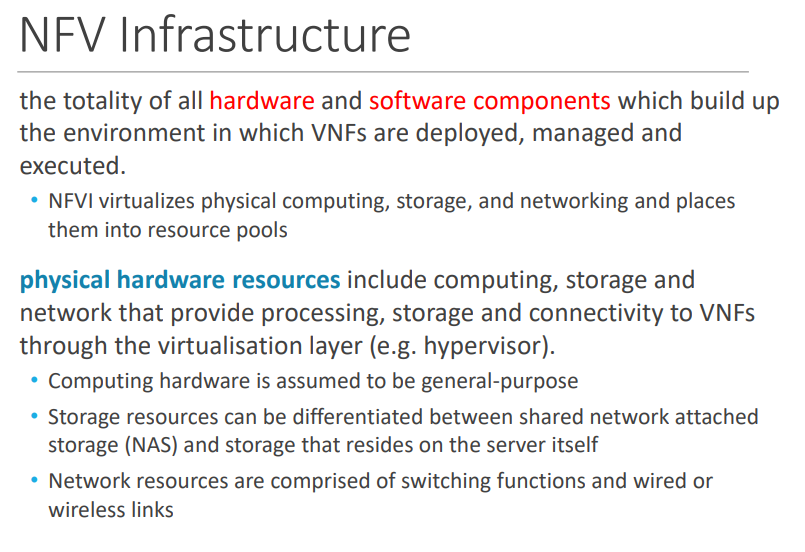 NFV Infrastructure
the totality of all hardware and software components which build up
the environment in which VNFs are deployed, managed and
executed.
• NFVI virtualizes physical computing, storage, and networking and places
them into resource pools
physical hardware resources include computing, storage and
network that provide processing, storage and connectivity to VNFs
through the virtualisation layer (e.g. hypervisor).
• Computing hardware is assumed to be general-purpose
• Storage resources can be differentiated between shared network attached
storage (NAS) and storage that resides on the server itself
• Network resources are comprised of switching functions and wired or
wireless links